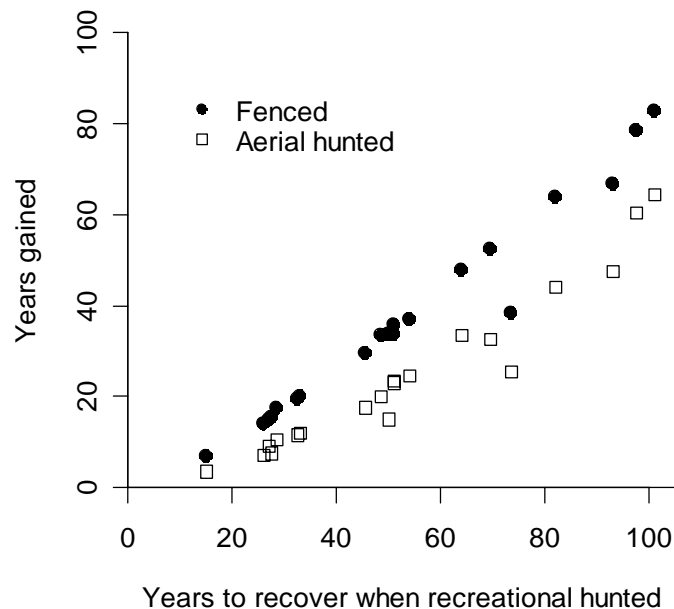 100
80
60
40
20
0
Years gained
Fenced
Aerial hunted
0 20 40 60 80 100
Years to recover when recreational hunted